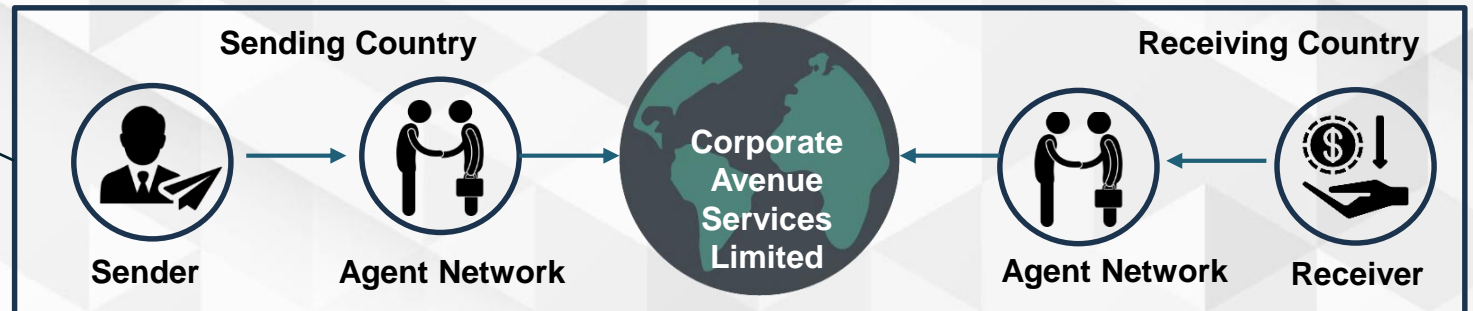 Sending Country
Receiving Country
Corporate
Avenue
Services
Limited
Sender
Agent Network
Agent Network
Receiver